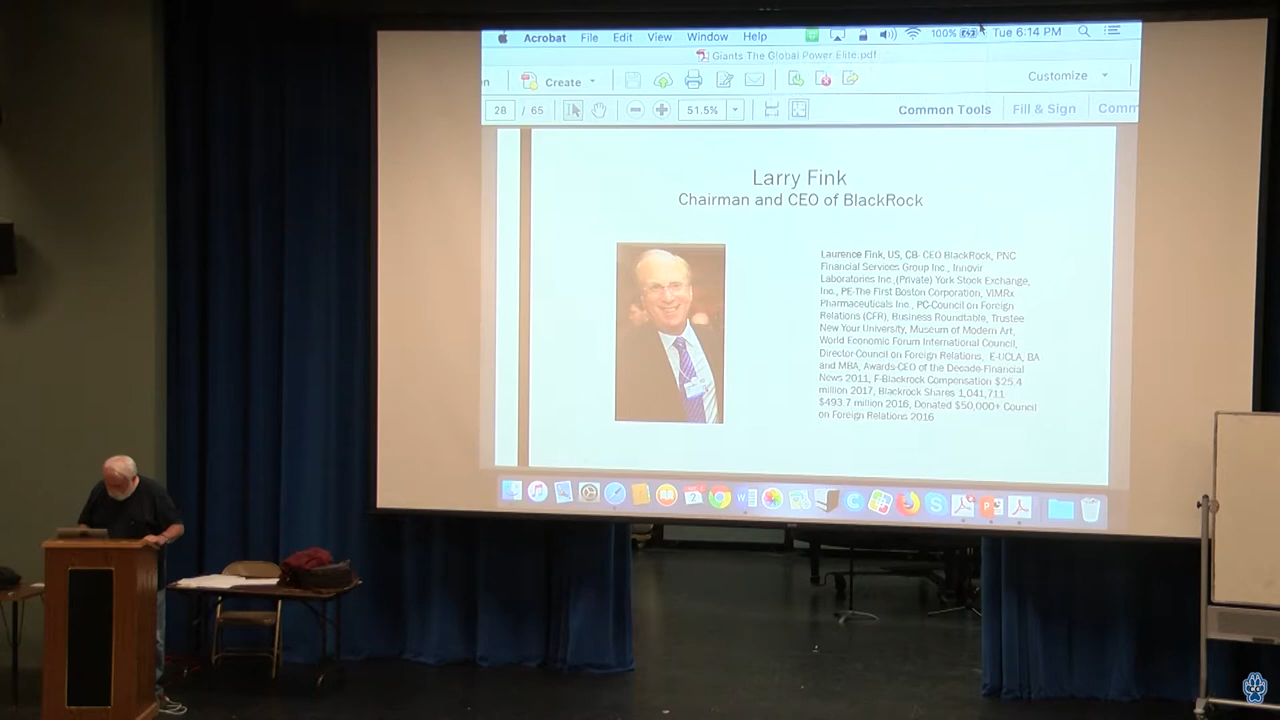 Acrobat File Edit View Window Help 100% Tue 6:14 PM
Giants The Global Power Elite.pdf
Create Customize
28 / 65 51.5% Common Tools Fill & Sign Comm
Larry Fink
Chairman and CEO of BlackRock
Laurence Fink, US, CB- CEO BlackRock, PNC
Financial Services Group Inc., Innovir
Laboratories Inc.,(Private) York Stock Exchange,
Inc., PE-The First Boston Corporation, VIMRx
Pharmaceuticals Inc., PC-Council on Foreign
Relations (CFR), Business Roundtable, Trustee
New Your University, Museum of Modern Art,
World Economic Forum International Council,
Director-Council on Foreign Relations, E-UCLA, BA
and MBA, Awards-CEO of the Decade-Financial
News 2011, F-Blackrock Compensation $25.4
million 2017, Blackrock Shares 1,041,711
$493.7 million 2016, Donated $50,000+ Council
on Foreign Relations 2016